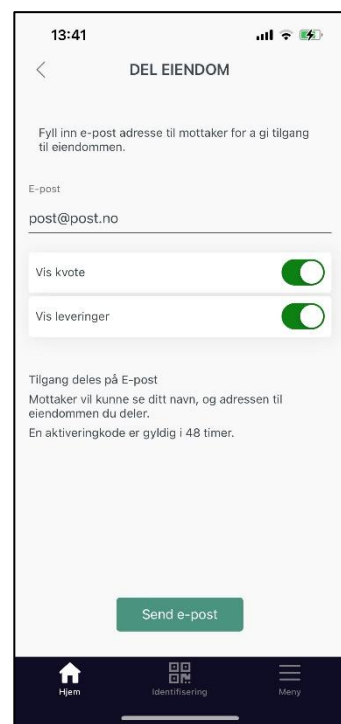 13:41
DEL EIENDOM
Fyll inn e-post adresse til mottaker for a gi tilgang
til eiendommen.
E-post
post@post.no
Vis kvote
Vis leveringer
Tilgang deles på E-post
Mottaker vil kunne se ditt navn, og adressen til
eiendommen du deler.
En aktiveringkode er gyldig i 48 timer.
Send e-post
Hjem
Identifisering
Meny